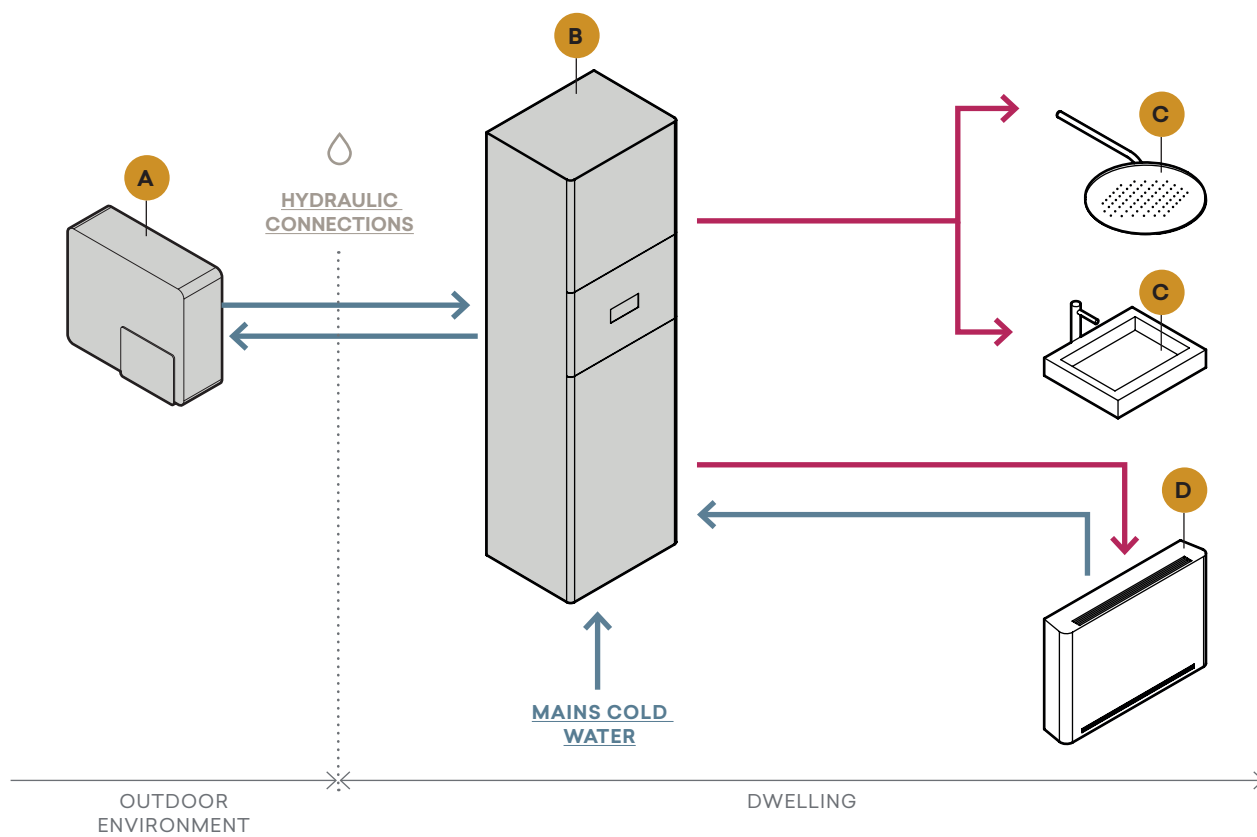 B
C
A
HYDRAULIC
CONNECTIONS
C
D
MAINS COLD
WATER
OUTDOOR
ENVIRONMENT
DWELLING